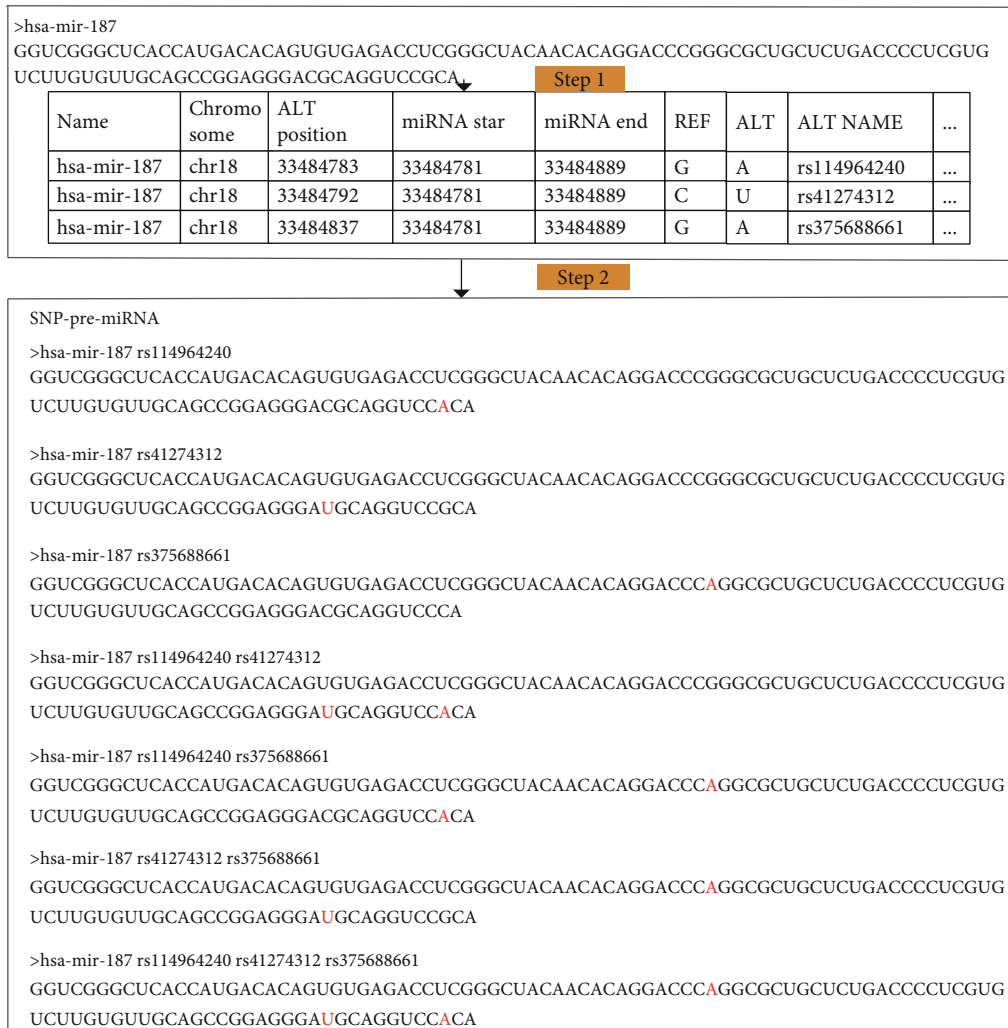 >hsa-mir-187
GGUCGGGCUCACCAUGACACAGUGUGAGACCUCGGGCUACAACACAGGACCCGGGCGCUGCUCUGACCCCUCGUG
UCUUGUGUUGCAGCCGGAGGGACGCAGGUCCGCA
Step 1
Name Chromo some ALT position miRNA star miRNA end REF ALT ALT NAME ...
hsa-mir-187 chr18 33484783 33484781 33484889 G A rs114964240 ...
hsa-mir-187 chr18 33484792 33484781 33484889 C U rs41274312 ...
hsa-mir-187 chr18 33484837 33484781 33484889 G A rs375688661 ...
Step 2
SNP-pre-miRNA
>hsa-mir-187 rs114964240
GGUCGGGCUCACCAUGACACAGUGUGAGACCUCGGGCUACAACACAGGACCCGGGCGCUGCUCUGACCCCUCGUG
UCUUGUGUUGCAGCCGGAGGGACGCAGGUCCACA
>hsa-mir-187 rs41274312
GGUCGGGCUCACCAUGACACAGUGUGAGACCUCGGGCUACAACACAGGACCCGGGCGCUGCUCUGACCCCUCGUG
UCUUGUGUUGCAGCCGGAGGGAUGCAGGUCCGCA
>hsa-mir-187 rs375688661
GGUCGGGCUCACCAUGACACAGUGUGAGACCUCGGGCUACAACACAGGACCCAGGCGCUGCUCUGACCCCUCGUG
UCUUGUGUUGCAGCCGGAGGGACGCAGGUCCCA
>hsa-mir-187 rs114964240 rs41274312
GGUCGGGCUCACCAUGACACAGUGUGAGACCUCGGGCUACAACACAGGACCCGGGCGCUGCUCUGACCCCUCGUG
UCUUGUGUUGCAGCCGGAGGGAUGCAGGUCCACA
>hsa-mir-187 rs114964240 rs375688661
GGUCGGGCUCACCAUGACACAGUGUGAGACCUCGGGCUACAACACAGGACCCAGGCGCUGCUCUGACCCCUCGUG
UCUUGUGUUGCAGCCGGAGGGACGCAGGUCCACA
>hsa-mir-187 rs41274312 rs375688661
GGUCGGGCUCACCAUGACACAGUGUGAGACCUCGGGCUACAACACAGGACCCAGGCGCUGCUCUGACCCCUCGUG
UCUUGUGUUGCAGCCGGAGGGAUGCAGGUCCGCA
>hsa-mir-187 rs114964240 rs41274312 rs375688661
GGUCGGGCUCACCAUGACACAGUGUGAGACCUCGGGCUACAACACAGGACCCAGGCGCUGCUCUGACCCCUCGUG
UCUUGUGUUGCAGCCGGAGGGAUGCAGGUCCACA